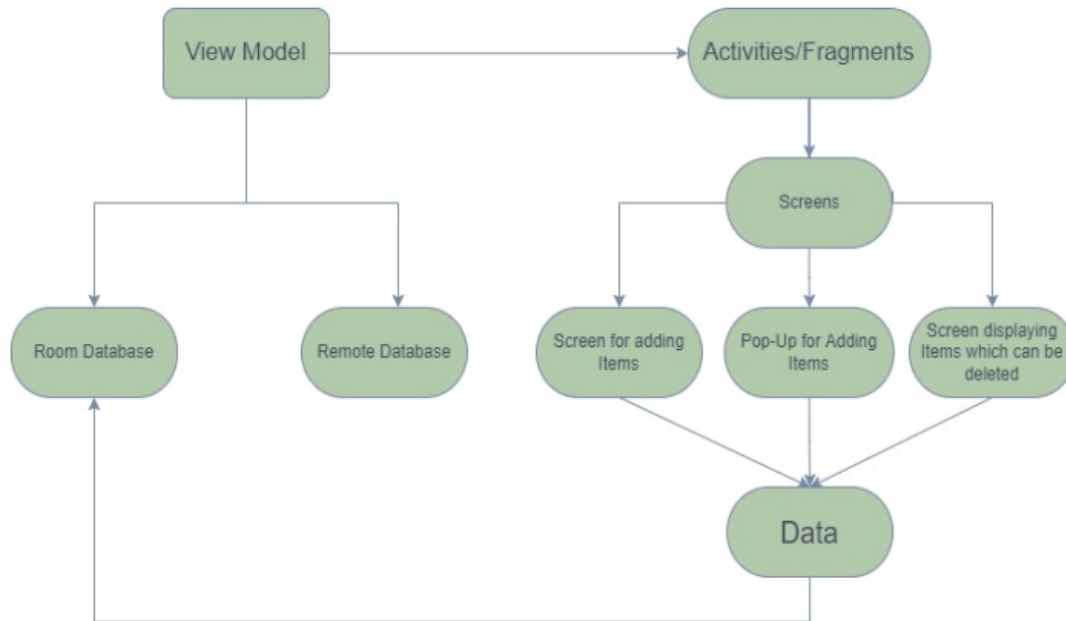 View Model
Activities/Fragments
Screens
Room Database
Remote Database
Screen for adding
Items
Pop-Up for Adding
Items
Screen displaying
Items which can be
deleted
Data